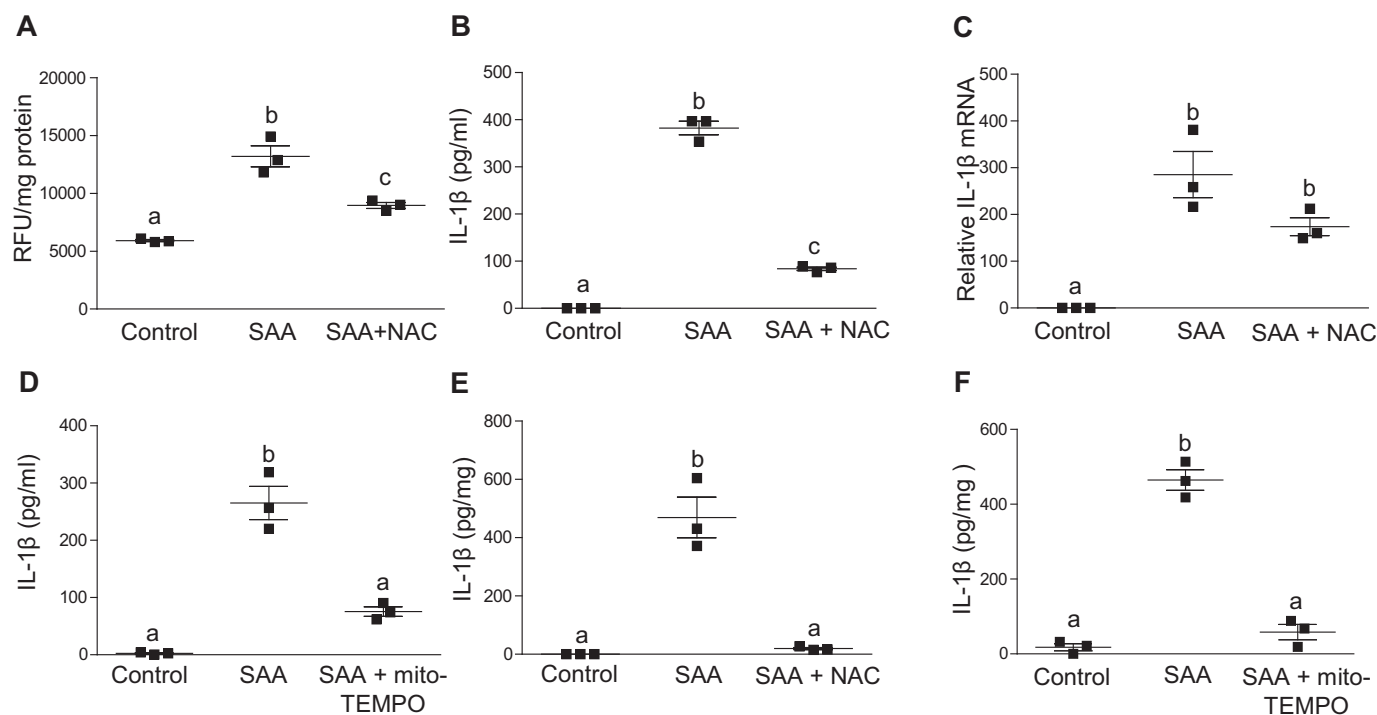 A
RFU/mg protein
20000
15000
10000
5000
0
a
b
c
Control
SAA
SAA+NAC
B
IL-1β (pg/ml)
500
400
300
200
100
0
a
b
c
Control
SAA
SAA + NAC
C
Relative IL-1β mRNA
500
400
300
200
100
0
a
b
b
SAA
SAA + NAC
D
IL-1β (pg/ml)
400
300
200
100
0
a
b
a
Control
SAA
SAA + mito-
TEMPO
E
IL-1β (pg/mg)
800
600
400
200
0
a
b
a
Control
SAA
SAA + NAC
F
IL-1β (pg/mg )
600
400
200
0
a
b
a
Control
SAA
SAA + mito-
TEMPO